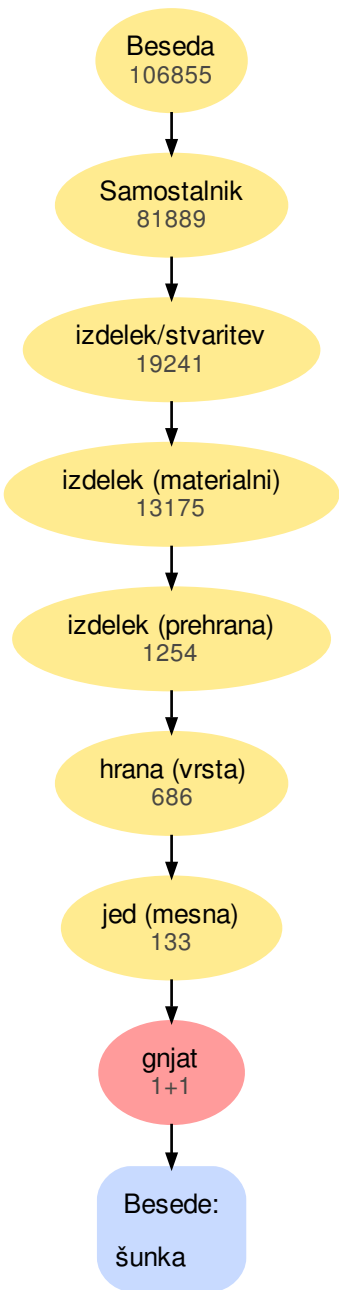 Beseda
106855
Samostalnik
81889
izdelek/stvaritev
19241
izdelek (materialni)
13175
izdelek (prehrana)
1254
hrana (vrsta)
686
jed (mesna)
133
gnjat
1+1
Besede:
šunka